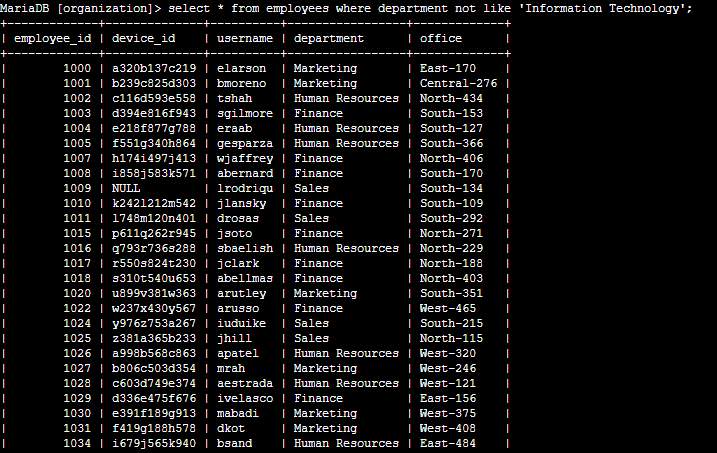 MariaDB [organization]> select * from employees where department not like 'Information Technology';
+-------------+--------------+----------+-----------------+-------------+
| employee_id | device_id | username | department | office |
+-------------+--------------+----------+-----------------+-------------+
| 1000 | a320b137c219 | elarson | Marketing | East-170 |
| 1001 | b239c825d303 | bmoreno | Marketing | Central-276 |
| 1002 | c116d593e558 | tshah | Human Resources | North-434 |
| 1003 | d394e816f943 | sgilmore | Finance | South-153 |
| 1004 | e218f877g788 | eraab | Human Resources | South-127 |
| 1005 | f551g340h864 | gesparza | Human Resources | South-366 |
| 1007 | h174i497j413 | wjaffrey | Finance | North-406 |
| 1008 | i858j583k571 | abernard | Finance | South-170 |
| 1009 | NULL | lrodriqu | Sales | South-134 |
| 1010 | k242l212m542 | jlansky | Finance | South-109 |
| 1011 | l748m120n401 | drosas | Sales | South-292 |
| 1015 | p611q262r945 | jsoto | Finance | North-271 |
| 1016 | q793r736s288 | sbaelish | Human Resources | North-229 |
| 1017 | r550s824t230 | jclark | Finance | North-188 |
| 1018 | s310t540u653 | abellmas | Finance | North-403 |
| 1020 | u899v381w363 | arutley | Marketing | South-351 |
| 1022 | w237x430y567 | arusso | Finance | West-465 |
| 1024 | y976z753a267 | iuduike | Sales | South-215 |
| 1025 | z381a365b233 | jhill | Sales | North-115 |
| 1026 | a998b568c863 | apatel | Human Resources | West-320 |
| 1027 | b806c503d354 | mrah | Marketing | West-246 |
| 1028 | c603d749e374 | aestrada | Human Resources | West-121 |
| 1029 | d336e475f676 | ivelasco | Finance | East-156 |
| 1030 | e391f189g913 | mabadi | Marketing | West-375 |
| 1031 | f419g188h578 | dkot | Marketing | West-408 |
| 1034 | i679j565k940 | bsand | Human Resources | East-484 |